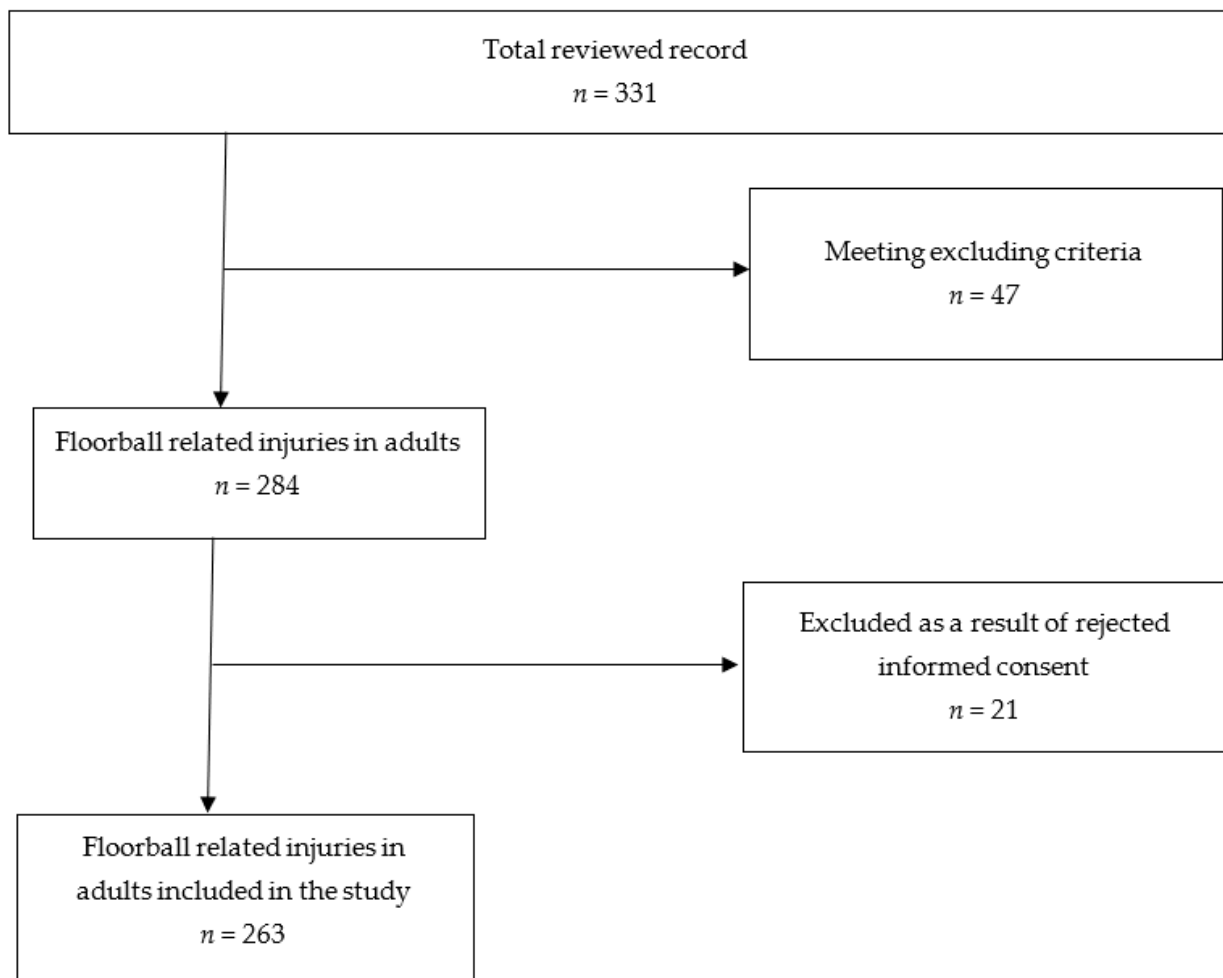 Total reviewed record
n = 331
Meeting excluding criteria
n = 47
Floorball related injuries in adults
n = 284
Excluded as a result of rejected
informed consent
n = 21
Floorball related injuries in
adults included in the study
n = 263